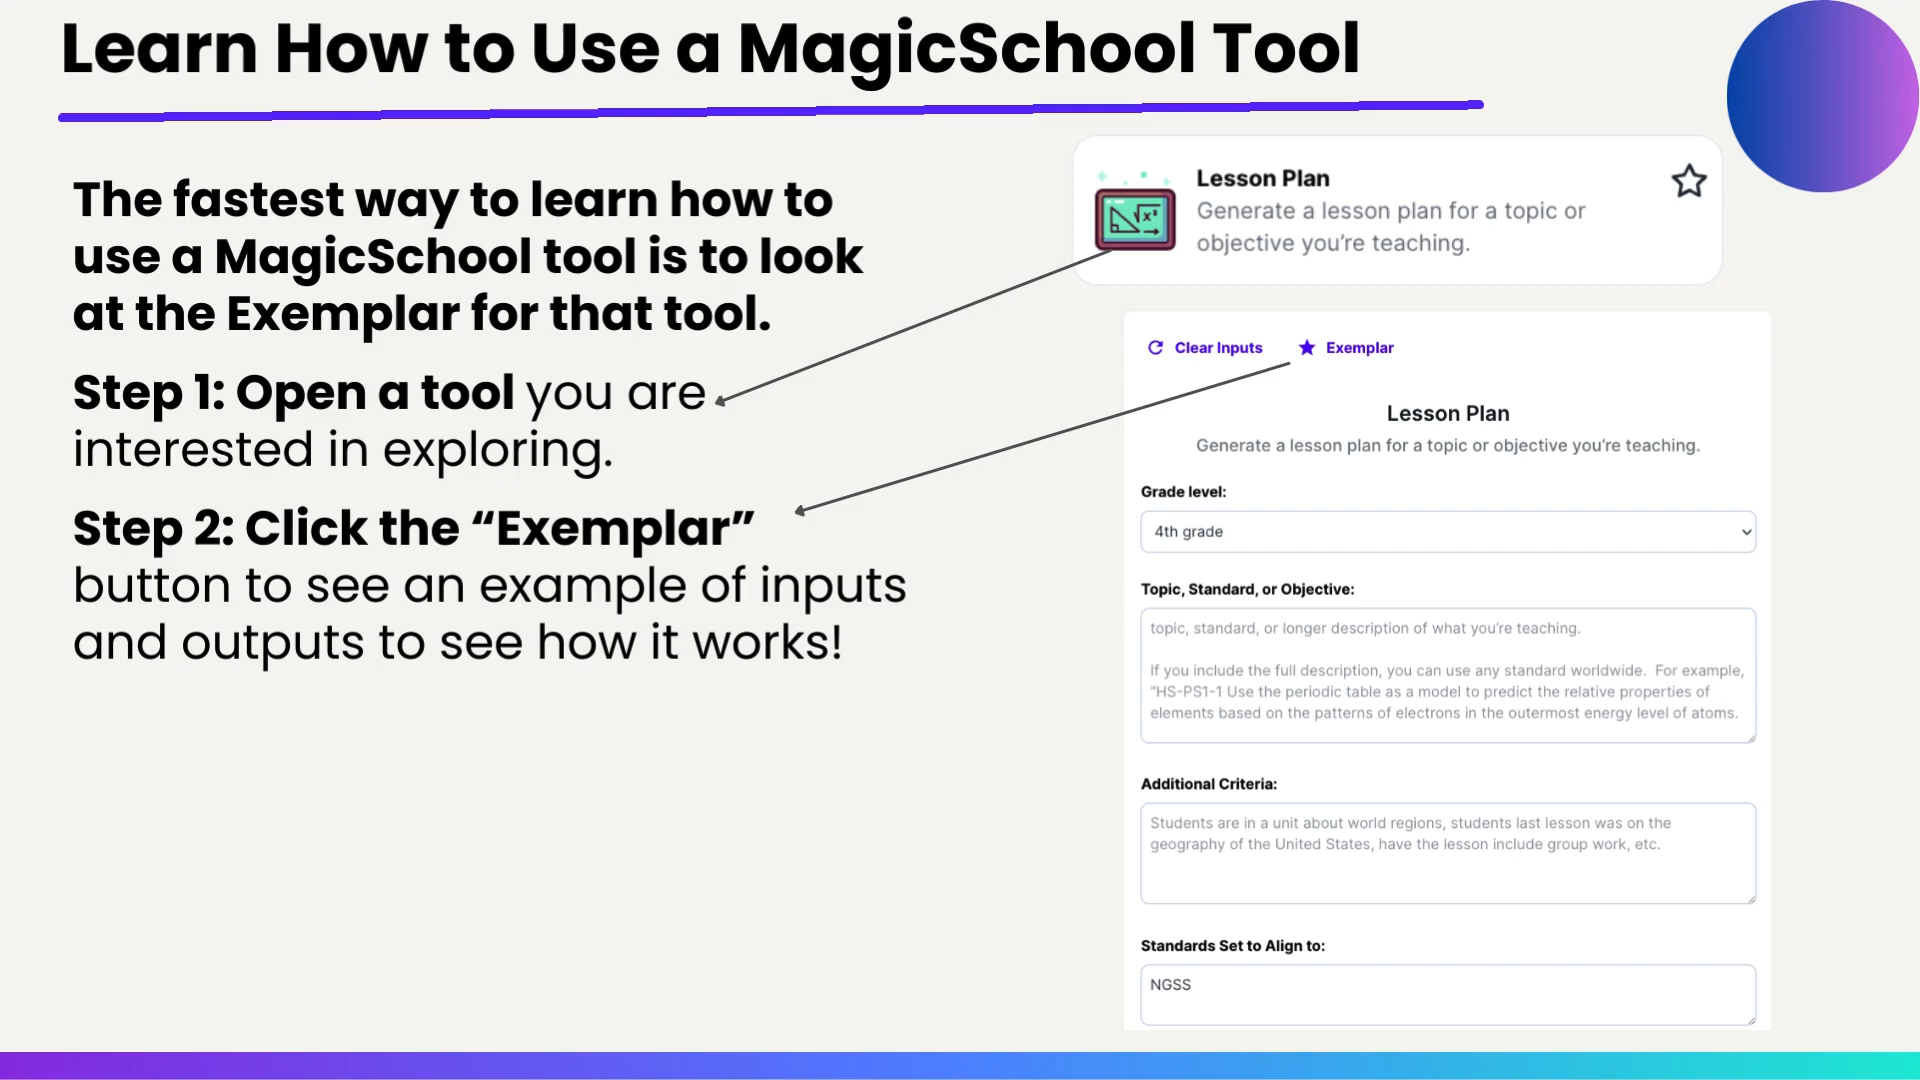 Learn How to Use a MagicSchool Tool
The fastest way to learn how to
use a MagicSchool tool is to look
at the Exemplar for that tool.
Step 1: Open a tool you are
interested in exploring.
Step 2: Click the “Exemplar”
button to see an example of inputs
and outputs to see how it works!
Lesson Plan
Generate a lesson plan for a topic or
objective you’re teaching.
Clear Inputs
Exemplar
Lesson Plan
Generate a lesson plan for a topic or objective you’re teaching.
Grade level:
4th grade
Topic, Standard, or Objective:
topic, standard, or longer description of what you’re teaching.
If you include the full description, you can use any standard worldwide. For example,
“HS-PS1-1 Use the periodic table as a model to predict the relative properties of
elements based on the patterns of electrons in the outermost energy level of atoms.
Additional Criteria:
Students are in a unit about world regions, students last lesson was on the
geography of the United States, have the lesson include group work, etc.
Standards Set to Align to:
NGSS